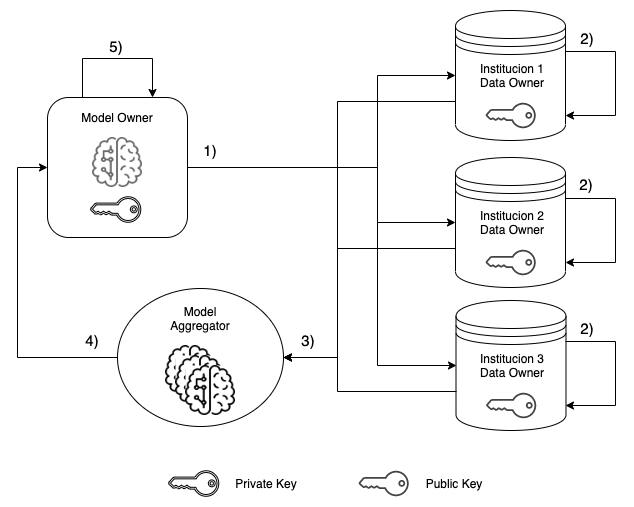 5)
Model Owner
1)
Institucion 1
Data Owner
2)
Institucion 2
Data Owner
2)
Institucion 3
Data Owner
2)
Model
Aggregator
3)
4)
Private Key
Public Key